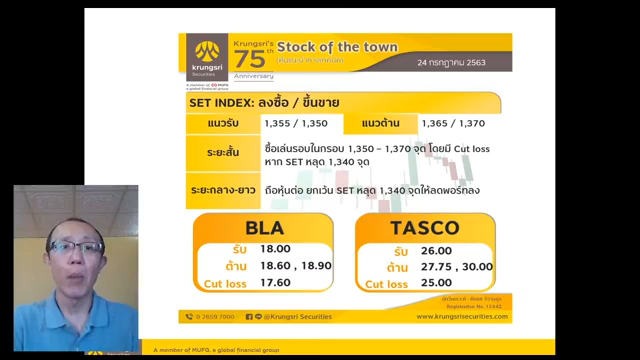 krungsri
Securities
A member of MUFG
a global financial group
Krungsri's
75th
Anniversary
Stock of the town
24 กรกฎาคม 2563
SET INDEX: ลงซื้อ / ขึ้นขาย
แนวรับ 1,355 / 1,350 แนวต้าน 1,365 / 1,370
ระยะสั้น ซื้อเล่นรอบในกรอบ 1,350 – 1,370 จุด โดยมี Cut loss
หาก SET หลุด 1,340 จุด
ระยะกลาง-ยาว ถือหุ้นต่อ ยกเว้น SET หลุด 1,340 จุดให้ลดพอร์ทลง
BLA
รับ 18.00
ต้าน 18.60 , 18.90
Cut loss 17.60
TASCO
รับ 26.00
ต้าน 27.75 , 30.00
Cut loss 25.00
0 2659 7000 @Krungsri Securities www.krungsrisecurities.com
A member of MUFG, a global financial group